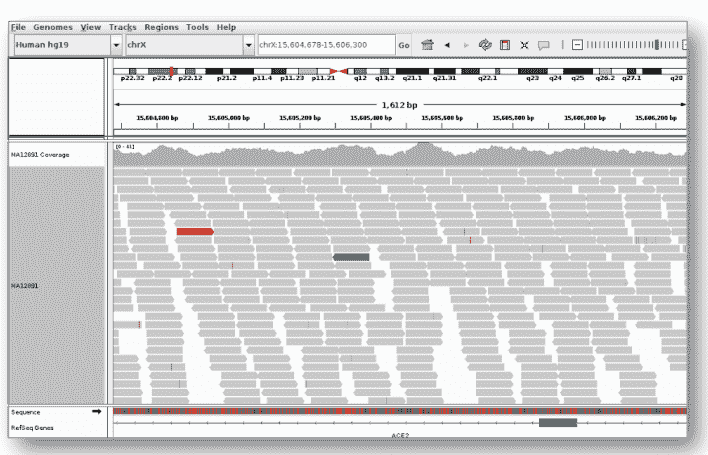 File Genomes View Tracks Regions Tools Help
Human hg19 chrX chrX:15,604,678-15,606,300 Go
p22.32 p22.2 p22.12 p21.2 p11.4 p11.23 p11.21 q12 q13.2 q21.1 q21.31 q22.1 q23 q24 q25 q26.2 q27.1 q28
1,612 bp
15,604,800 bp 15,605,000 bp 15,605,200 bp 15,605,400 bp 15,605,600 bp 15,605,800 bp 15,606,000 bp 15,606,200 bp
[0 - 61]
NA12891 Coverage
NA12891
Sequence
RefSeq Genes
ACE2